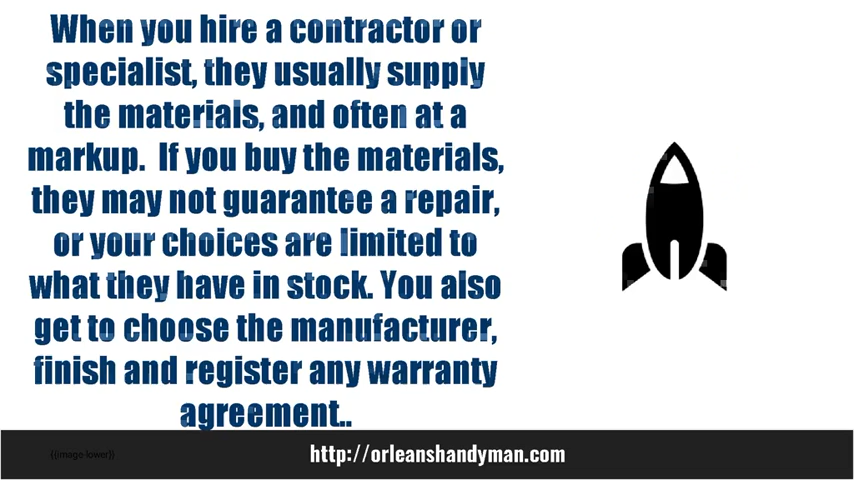 When you hire a contractor or
specialist, they usually supply
the materials, and often at a
markup.  If you buy the materials,
they may not guarantee a repair,
or your choices are limited to
what they have in stock. You also
get to choose the manufacturer,
finish and register any warranty
agreement..
{{image-lower}}
http://orleanshandyman.com